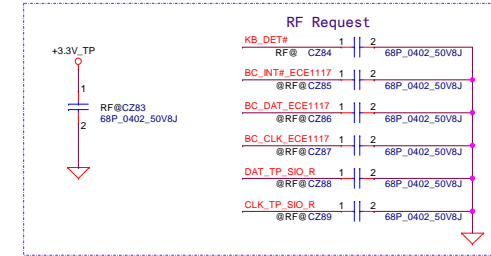 RF Request
+3.3V_TP
1
RF@CZ83
68P_0402_50V8J
2
KB_DET# 1 2
RF@ CZ84 68P_0402_50V8J
BC_INT#_ECE1117 1 2
@RF@CZ85 68P_0402_50V8J
BC_DAT_ECE1117 1 2
@RF@CZ86 68P_0402_50V8J
BC_CLK_ECE1117 1 2
@RF@CZ87 68P_0402_50V8J
DAT_TP_SIO_R 1 2
@RF@CZ88 68P_0402_50V8J
CLK_TP_SIO_R 1 2
@RF@CZ89 68P_0402_50V8J